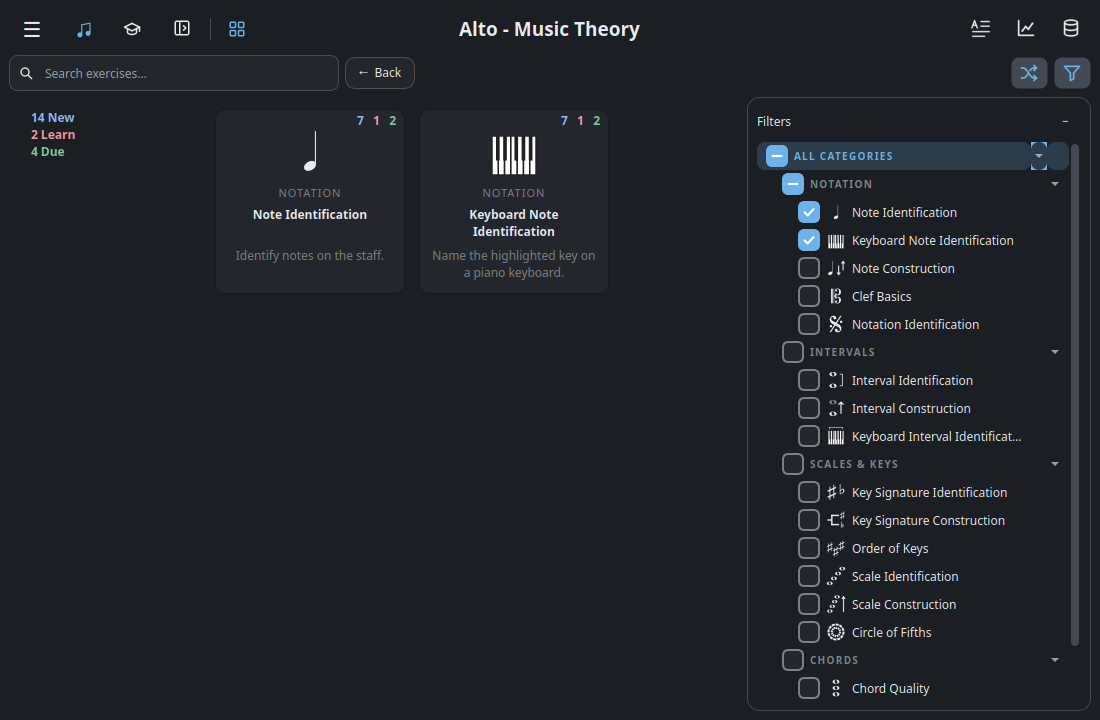 Alto - Music Theory
Search exercises...
← Back
14 New
2 Learn
4 Due
7 1 2
NOTATION
Note Identification
Identify notes on the staff.
7 1 2
NOTATION
Keyboard Note
Identification
Name the highlighted key on
a piano keyboard.
Filters
ALL CATEGORIES
NOTATION
Note Identification
Keyboard Note Identification
Note Construction
Clef Basics
Notation Identification
INTERVALS
Interval Identification
Interval Construction
Keyboard Interval Identificat...
SCALES & KEYS
Key Signature Identification
Key Signature Construction
Order of Keys
Scale Identification
Scale Construction
Circle of Fifths
CHORDS
Chord Quality